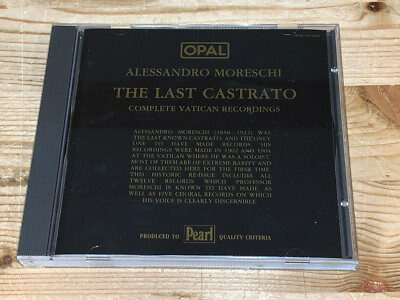 OPAL
ALESSANDRO MORESCHI
THE LAST CASTRATO
COMPLETE VATICAN RECORDINGS
ALESSANDRO MORESCHI (1858-1922) WAS
THE LAST KNOWN CASTRATO, AND THE ONLY
ONE TO HAVE MADE RECORDS. HIS
RECORDINGS WERE MADE IN 1902 AND 1904
AT THE VATICAN WHERE HE WAS A SOLOIST.
MOST OF THEM ARE OF EXTREME RARITY AND
ARE COLLECTED HERE FOR THE FIRST TIME.
THIS HISTORIC RE-ISSUE INCLUDES ALL
TWELVE RECORDS WHICH PROFESSOR
MORESCHI IS KNOWN TO HAVE MADE, AS
WELL AS FIVE CHORAL RECORDS ON WHICH
HIS VOICE IS CLEARLY DISCERNIBLE.
PRODUCED TO Pearl QUALITY CRITERIA